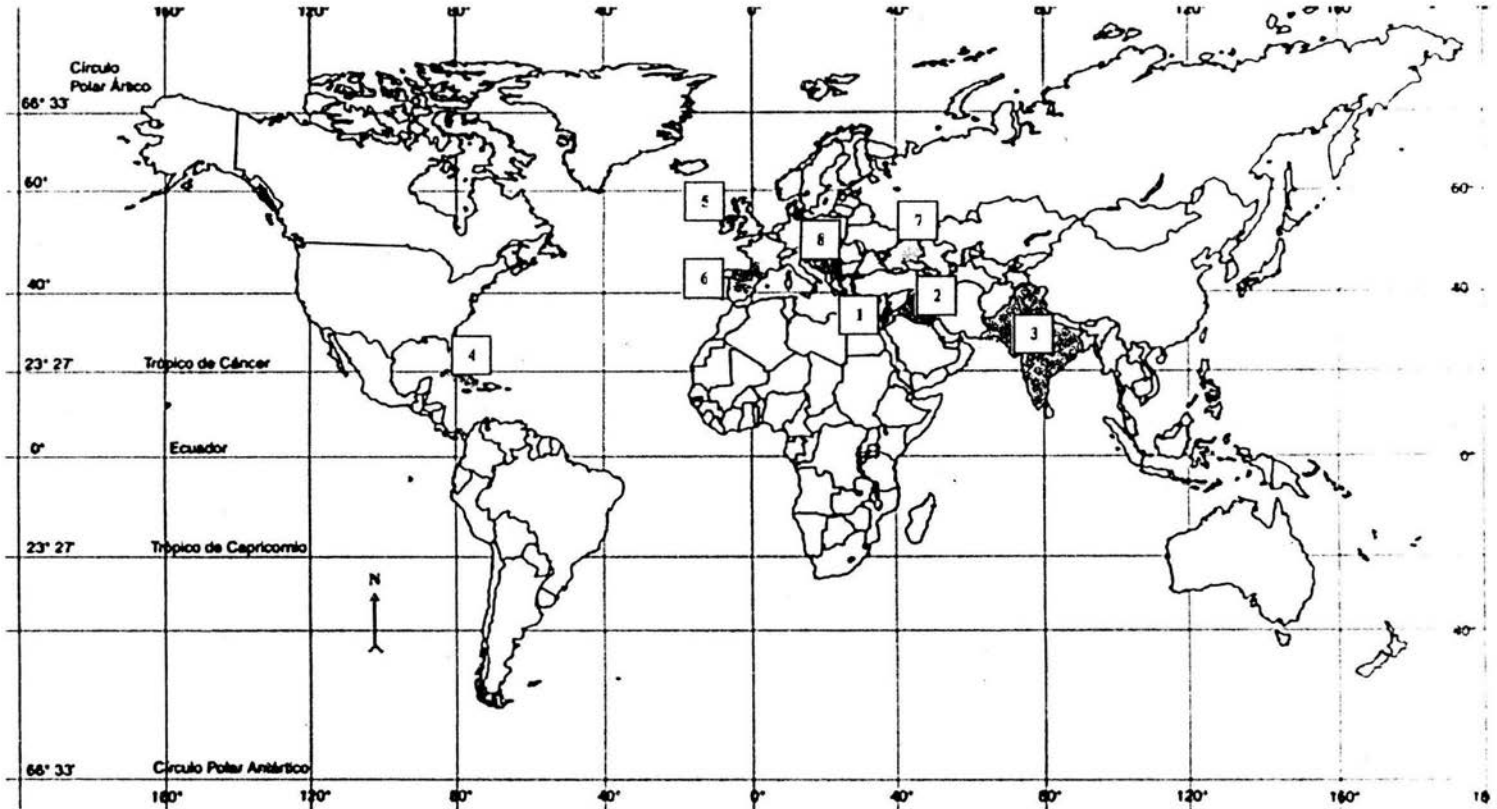 160° 120° 80° 40° 0° 40° 80° 120° 160°
Círculo
Polar Ártico
66° 33'
5 60° 7 60°
8
6 40° 2 40
1 3
4
23° 27' Trópico de Cáncer
0° Ecuador 0°
23° 27' Trópico de Capricornio
N
40°
66° 33' Círculo Polar Antártico
160° 120° 80° 40° 0° 40° 80° 120° 160° 18